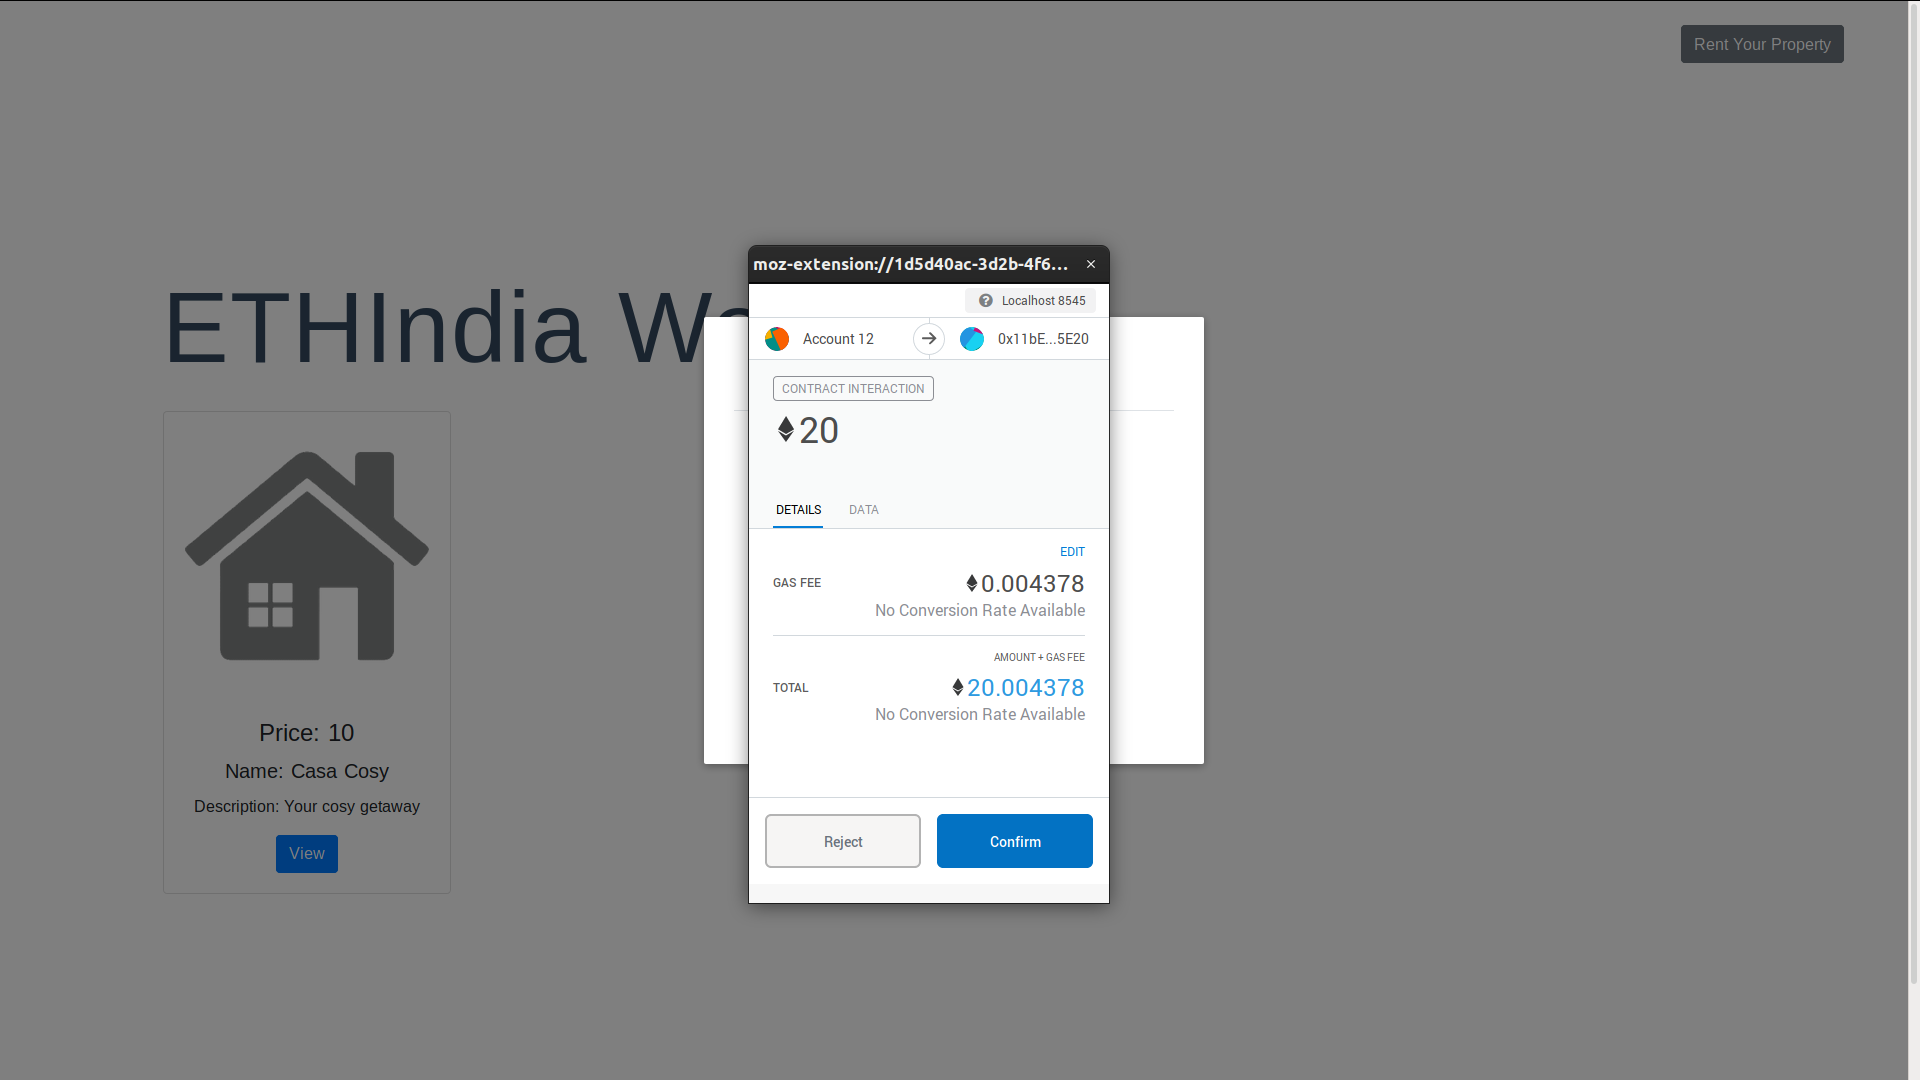 Rent Your Property
ETHIndia
Price: 10
Name: Casa Cosy
Description: Your cosy getaway
View
moz-extension://1d5d40ac-3d2b-4f6...
×
? Localhost 8545
Account 12
0x11bE...5E20
CONTRACT INTERACTION
20
DETAILS DATA
EDIT
GAS FEE 0.004378
No Conversion Rate Available
AMOUNT + GAS FEE
TOTAL 20.004378
No Conversion Rate Available
Reject Confirm